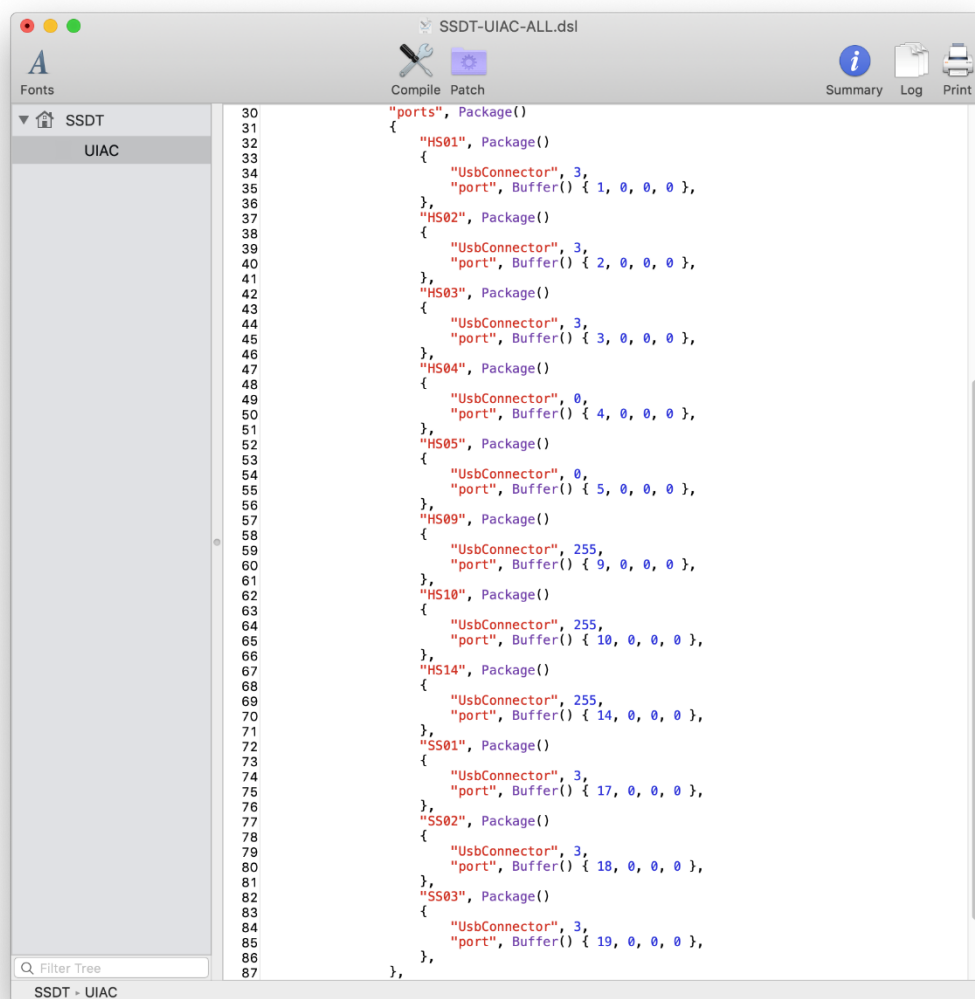 SSDT-UIAC-ALL.dsl
A
Fonts
Compile
Patch
Summary
Log
Print
SSDT
UIAC
30 "ports", Package()
31 {
32 "HS01", Package()
33 {
34 "UsbConnector", 3,
35 "port", Buffer() { 1, 0, 0, 0 },
36 },
37 "HS02", Package()
38 {
39 "UsbConnector", 3,
40 "port", Buffer() { 2, 0, 0, 0 },
41 },
42 "HS03", Package()
43 {
44 "UsbConnector", 3,
45 "port", Buffer() { 3, 0, 0, 0 },
46 },
47 "HS04", Package()
48 {
49 "UsbConnector", 0,
50 "port", Buffer() { 4, 0, 0, 0 },
51 },
52 "HS05", Package()
53 {
54 "UsbConnector", 0,
55 "port", Buffer() { 5, 0, 0, 0 },
56 },
57 "HS09", Package()
58 {
59 "UsbConnector", 255,
60 "port", Buffer() { 9, 0, 0, 0 },
61 },
62 "HS10", Package()
63 {
64 "UsbConnector", 255,
65 "port", Buffer() { 10, 0, 0, 0 },
66 },
67 "HS14", Package()
68 {
69 "UsbConnector", 255,
70 "port", Buffer() { 14, 0, 0, 0 },
71 },
72 "SS01", Package()
73 {
74 "UsbConnector", 3,
75 "port", Buffer() { 17, 0, 0, 0 },
76 },
77 "SS02", Package()
78 {
79 "UsbConnector", 3,
80 "port", Buffer() { 18, 0, 0, 0 },
81 },
82 "SS03", Package()
83 {
84 "UsbConnector", 3,
85 "port", Buffer() { 19, 0, 0, 0 },
86 },
87 },
Filter Tree
SSDT ▸ UIAC